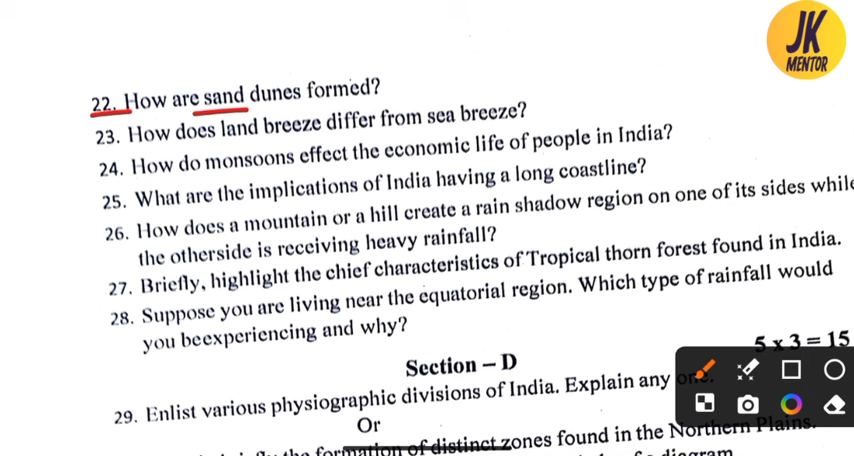 JK
MENTOR
22. How are sand dunes formed?
23. How does land breeze differ from sea breeze?
24. How do monsoons effect the economic life of people in India?
25. What are the implications of India having a long coastline?
26. How does a mountain or a hill create a rain shadow region on one of its sides while
the otherside is receiving heavy rainfall?
27. Briefly, highlight the chief characteristics of Tropical thorn forest found in India.
28. Suppose you are living near the equatorial region. Which type of rainfall would
you beexperiencing and why?
5 x 3 = 15
Section – D
29. Enlist various physiographic divisions of India. Explain any one.
Or
the formation of distinct zones found in the Northern Plains.
diagram